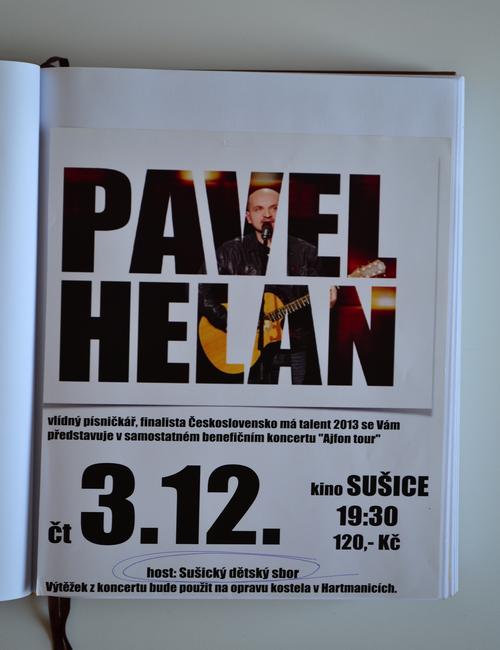 PAVEL
HELAN
vlídný písničkář, finalista Československo má talent 2013 se Vám
představuje v samostatném benefičním koncertu "Ajfon tour"
čt 3.12.
kino SUŠICE
19:30
120,- Kč
host: Sušický dětský sbor
Výtěžek z koncertu bude použit na opravu kostela v Hartmanicích.